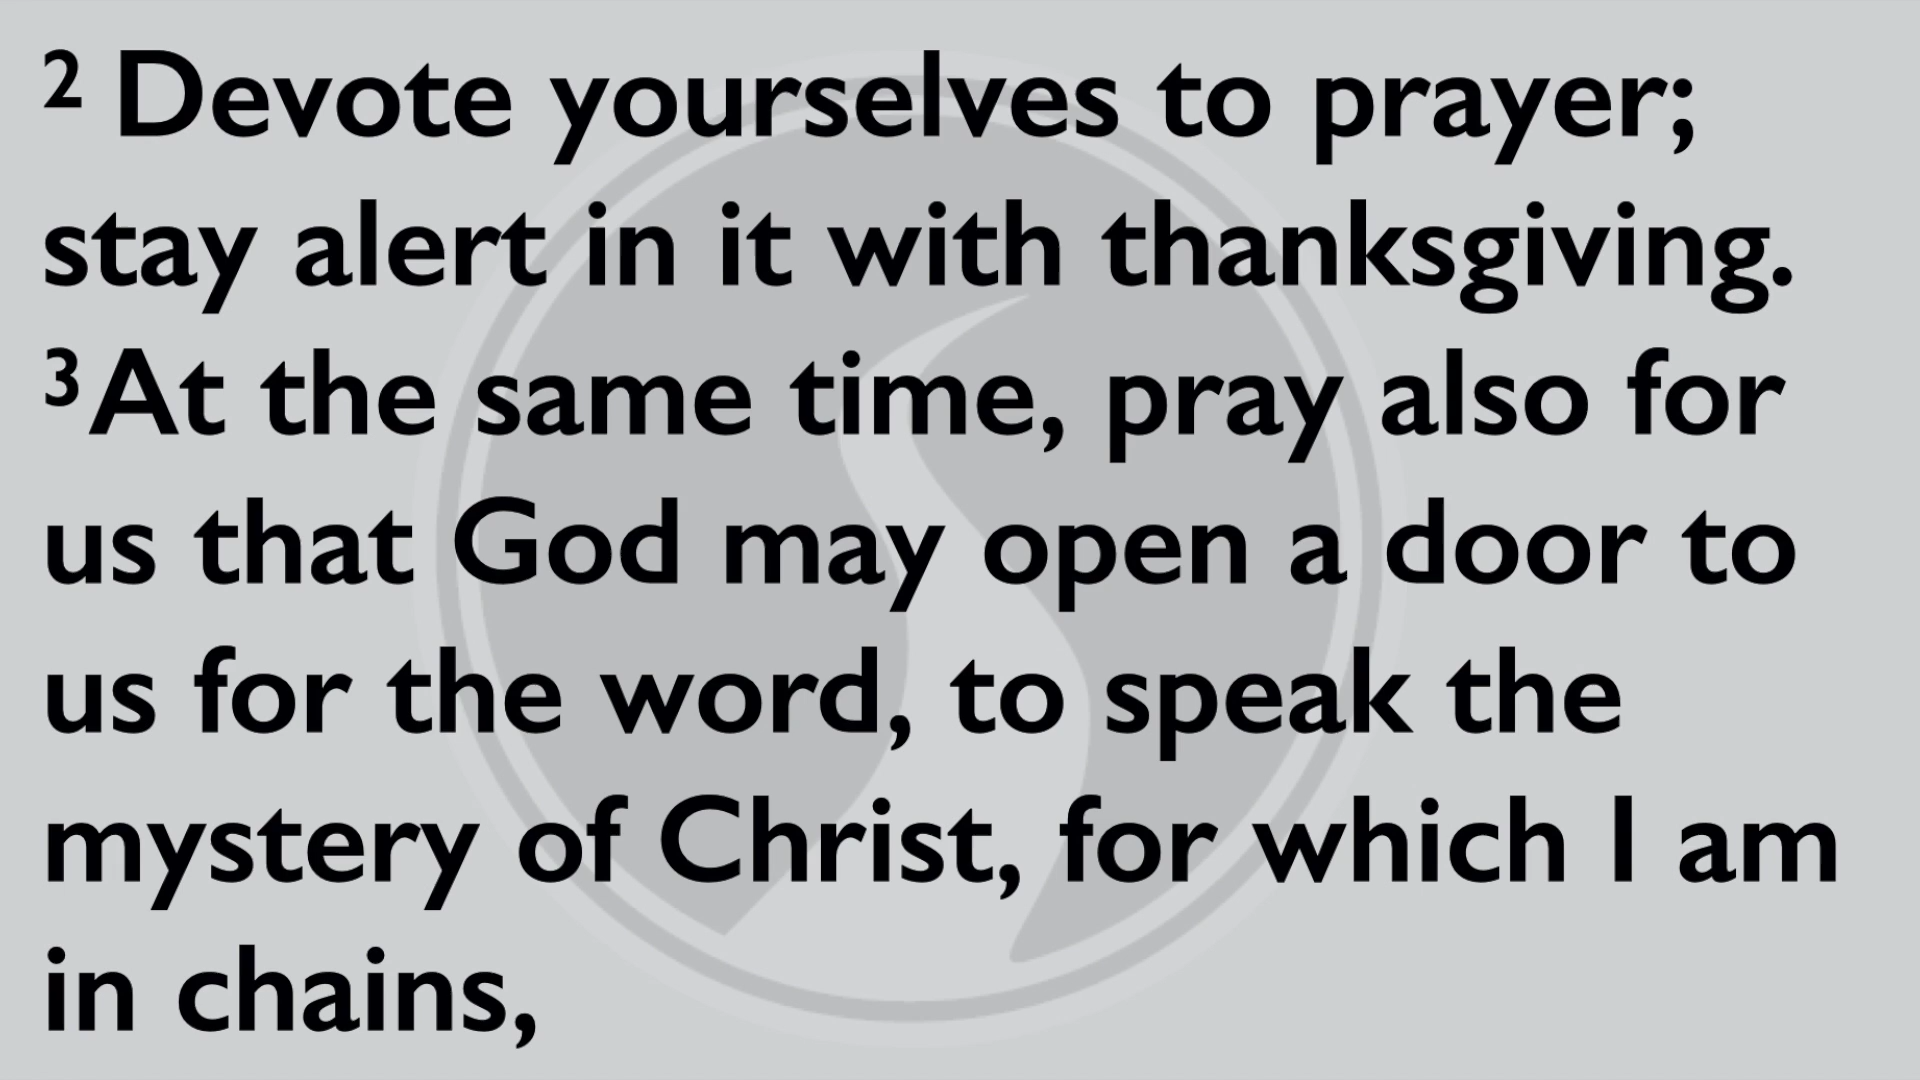 2 Devote yourselves to prayer;
stay alert in it with thanksgiving.
3 At the same time, pray also for
us that God may open a door to
us for the word, to speak the
mystery of Christ, for which I am
in chains,